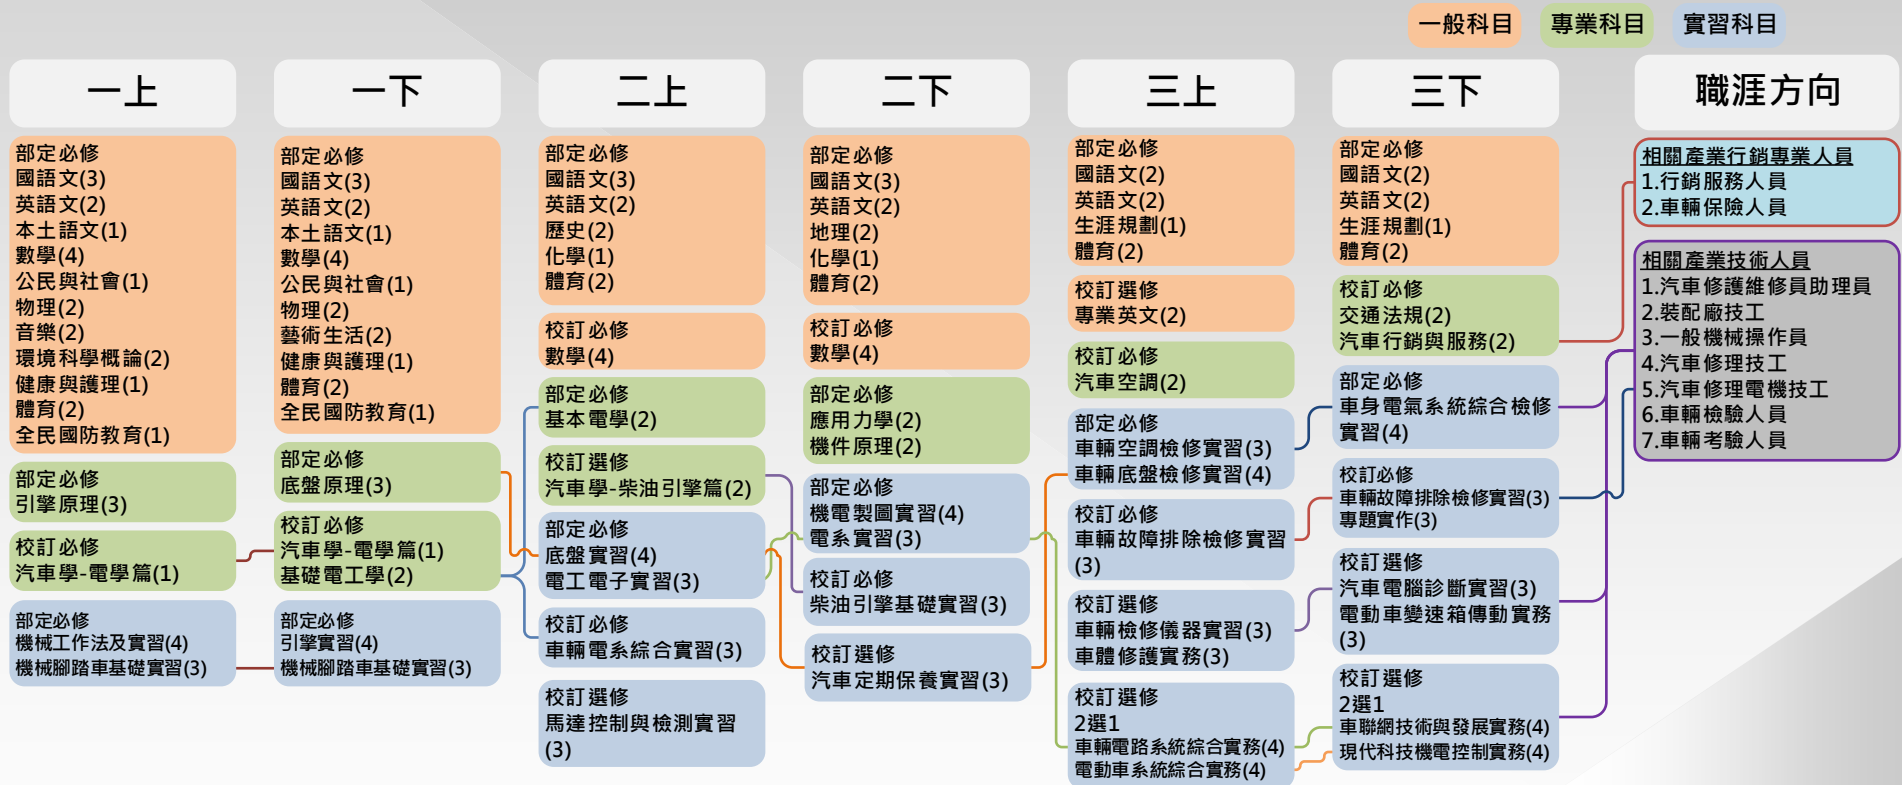 一般科目
專業科目
實習科目
一上
一下
二上
二下
三上
三下
職涯方向
部定必修
國語文(3)
英語文(2)
本土語文(1)
數學(4)
公民與社會(1)
物理(2)
音樂(2)
環境科學概論(2)
健康與護理(1)
體育(2)
全民國防教育(1)
部定必修
引擎原理(3)
校訂必修
汽車學-電學篇(1)
部定必修
機械工作法及實習(4)
機械腳踏車基礎實習(3)
部定必修
國語文(3)
英語文(2)
本土語文(1)
數學(4)
公民與社會(1)
物理(2)
藝術生活(2)
健康與護理(1)
體育(2)
全民國防教育(1)
部定必修
底盤原理(3)
校訂必修
汽車學-電學篇(1)
基礎電工學(2)
部定必修
引擎實習(4)
機械腳踏車基礎實習(3)
部定必修
國語文(3)
英語文(2)
歷史(2)
化學(1)
體育(2)
校訂必修
數學(4)
部定必修
基本電學(2)
校訂選修
汽車學-柴油引擎篇(2)
部定必修
底盤實習(4)
電工電子實習(3)
校訂必修
車輛電系綜合實習(3)
校訂選修
馬達控制與檢測實習
(3)
部定必修
國語文(3)
英語文(2)
地理(2)
化學(1)
體育(2)
校訂必修
數學(4)
部定必修
應用力學(2)
機件原理(2)
部定必修
機電製圖實習(4)
電系實習(3)
校訂必修
柴油引擎基礎實習(3)
校訂選修
汽車定期保養實習(3)
部定必修
國語文(2)
英語文(2)
生涯規劃(1)
體育(2)
校訂選修
專業英文(2)
校訂必修
汽車空調(2)
部定必修
車輛空調檢修實習(3)
車輛底盤檢修實習(4)
校訂必修
車輛故障排除檢修實習
(3)
校訂選修
車輛檢修儀器實習(3)
車體修護實務(3)
校訂選修
2選1
車輛電路系統綜合實務(4)
電動車系統綜合實務(4)
部定必修
國語文(2)
英語文(2)
生涯規劃(1)
體育(2)
校訂必修
交通法規(2)
汽車行銷與服務(2)
部定必修
車身電氣系統綜合檢修
實習(4)
校訂必修
車輛故障排除檢修實習(3)
專題實作(3)
校訂選修
汽車電腦診斷實習(3)
電動車變速箱傳動實務
(3)
校訂選修
2選1
車聯網技術與發展實務(4)
現代科技機電控制實務(4)
相關產業行銷專業人員
1.行銷服務人員
2.車輛保險人員
相關產業技術人員
1.汽車修護維修員助理員
2.裝配廠技工
3.一般機械操作員
4.汽車修理技工
5.汽車修理電機技工
6.車輛檢驗人員
7.車輛考驗人員